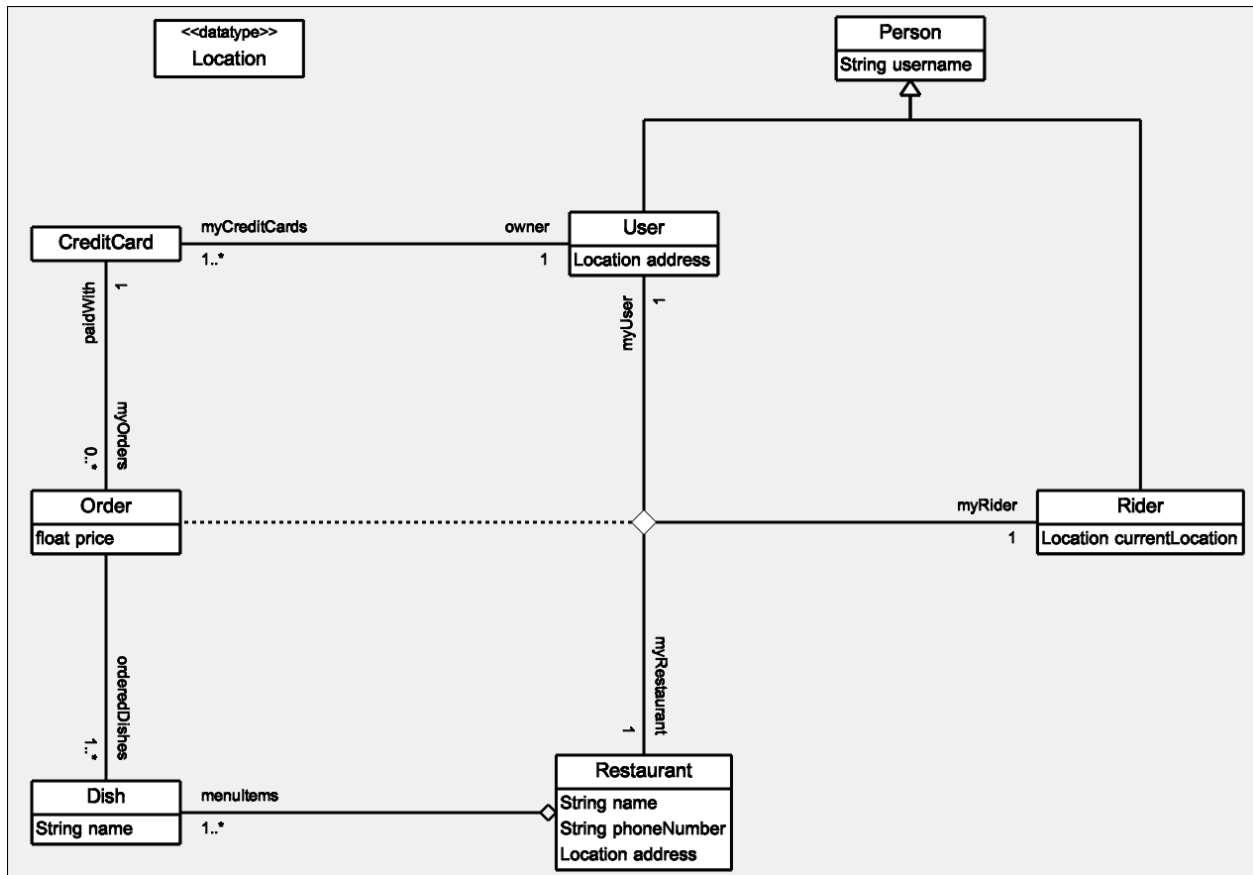 <<datatype>>
Location
Person
String username
CreditCard
myCreditCards
1..*
owner
1
User
Location address
paidWith
1
myUser
1
myOrders
0..*
Order
float price
myRider
1
Rider
Location currentLocation
orderedDishes
1..*
myRestaurant
1
Dish
String name
menuItems
1..*
Restaurant
String name
String phoneNumber
Location address